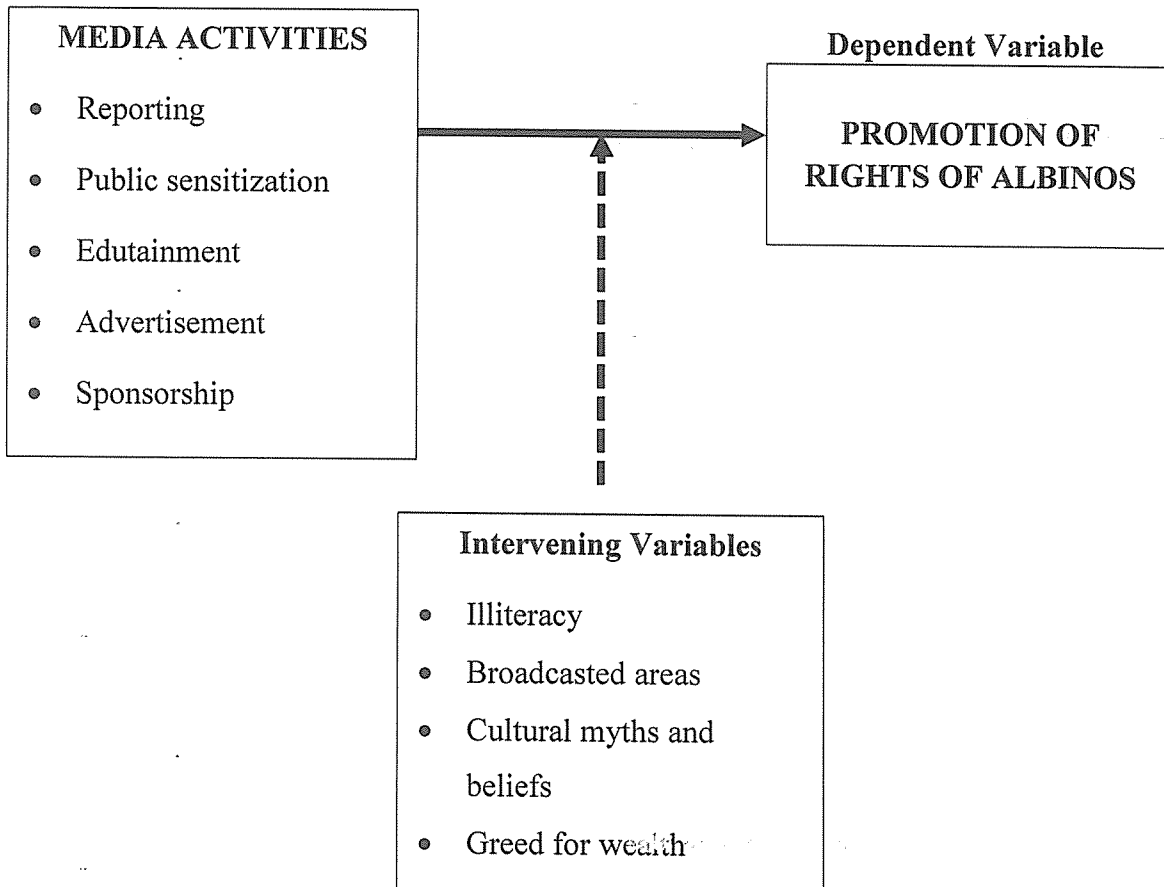 MEDIA ACTIVITIES
• Reporting
• Public sensitization
• Edutainment
• Advertisement
• Sponsorship
Dependent Variable
PROMOTION OF
RIGHTS OF ALBINOS
Intervening Variables
• Illiteracy
• Broadcasted areas
• Cultural myths and
beliefs
• Greed for wealth